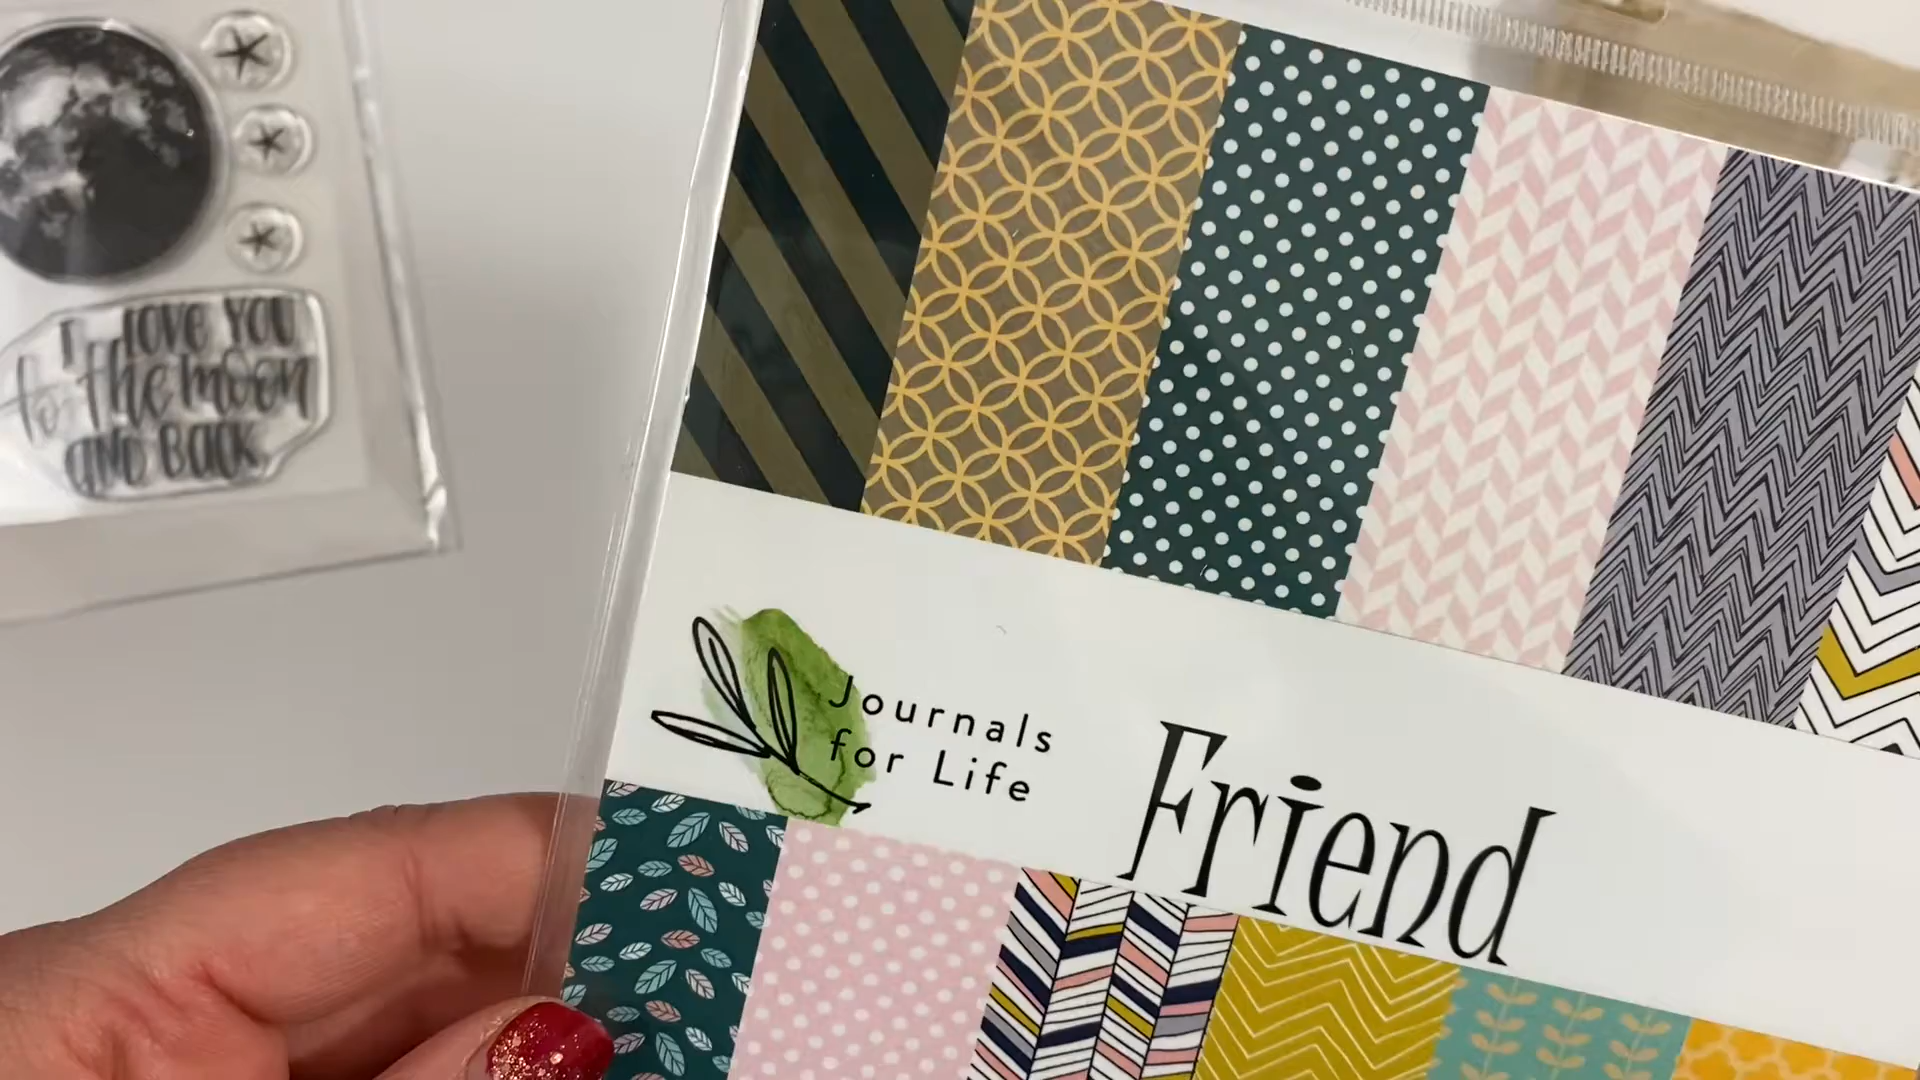 I LOVE YOU
to the moon
AND BACK
Journals
for Life
Friend